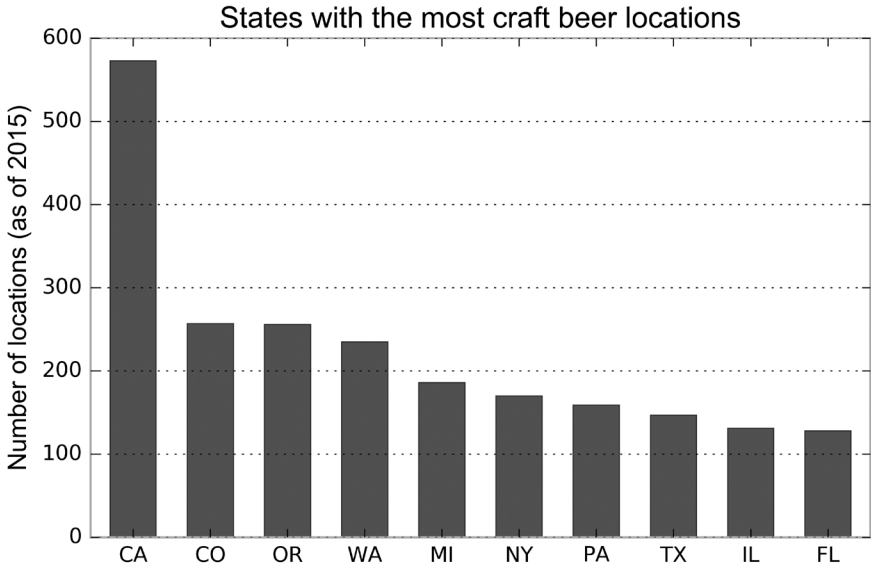 States with the most craft beer locations
Number of locations (as of 2015)
600
500
400
300
200
100
0
CA CO OR WA MI NY PA TX IL FL